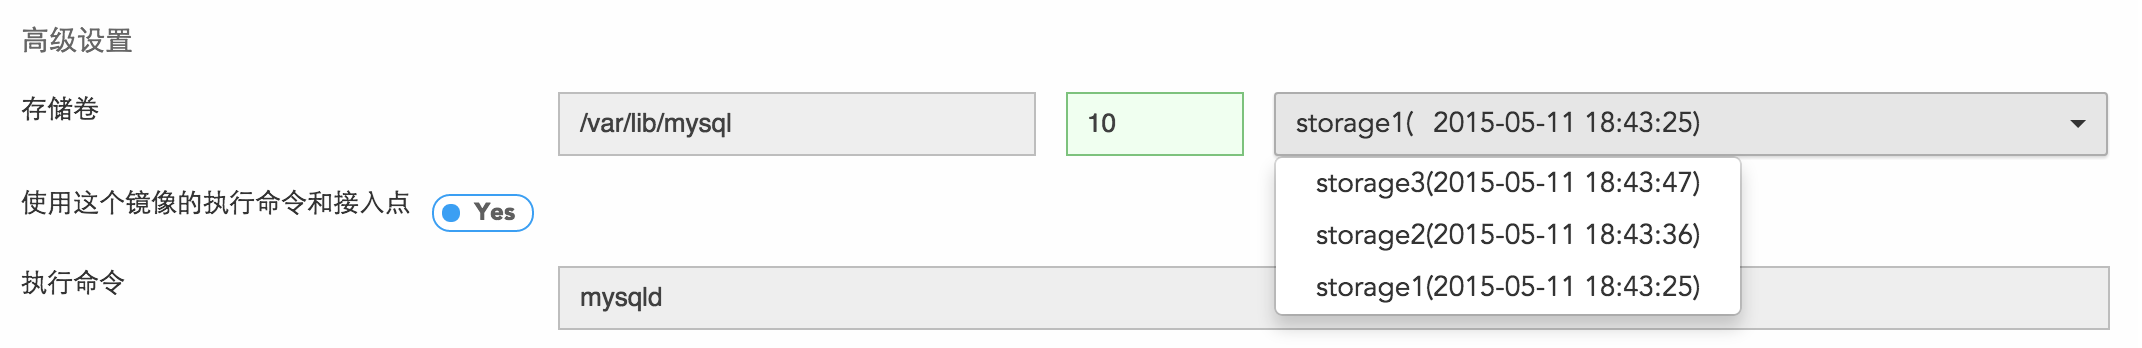 高级设置
存储卷
/var/lib/mysql
10
storage1( 2015-05-11 18:43:25)
storage3(2015-05-11 18:43:47)
storage2(2015-05-11 18:43:36)
storage1(2015-05-11 18:43:25)
使用这个镜像的执行命令和接入点 Yes
执行命令
mysqld